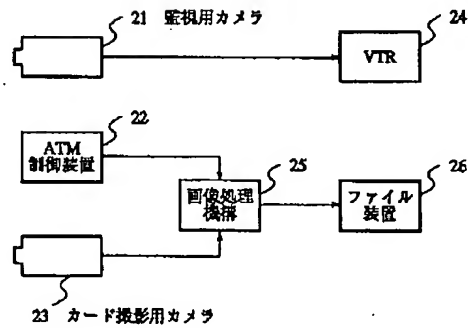 21 監視用カメラ
24
VTR
22
ATM
制御装置
25
画像処理
機構
26
ファイル
装置
23 カード撮影用カメラ